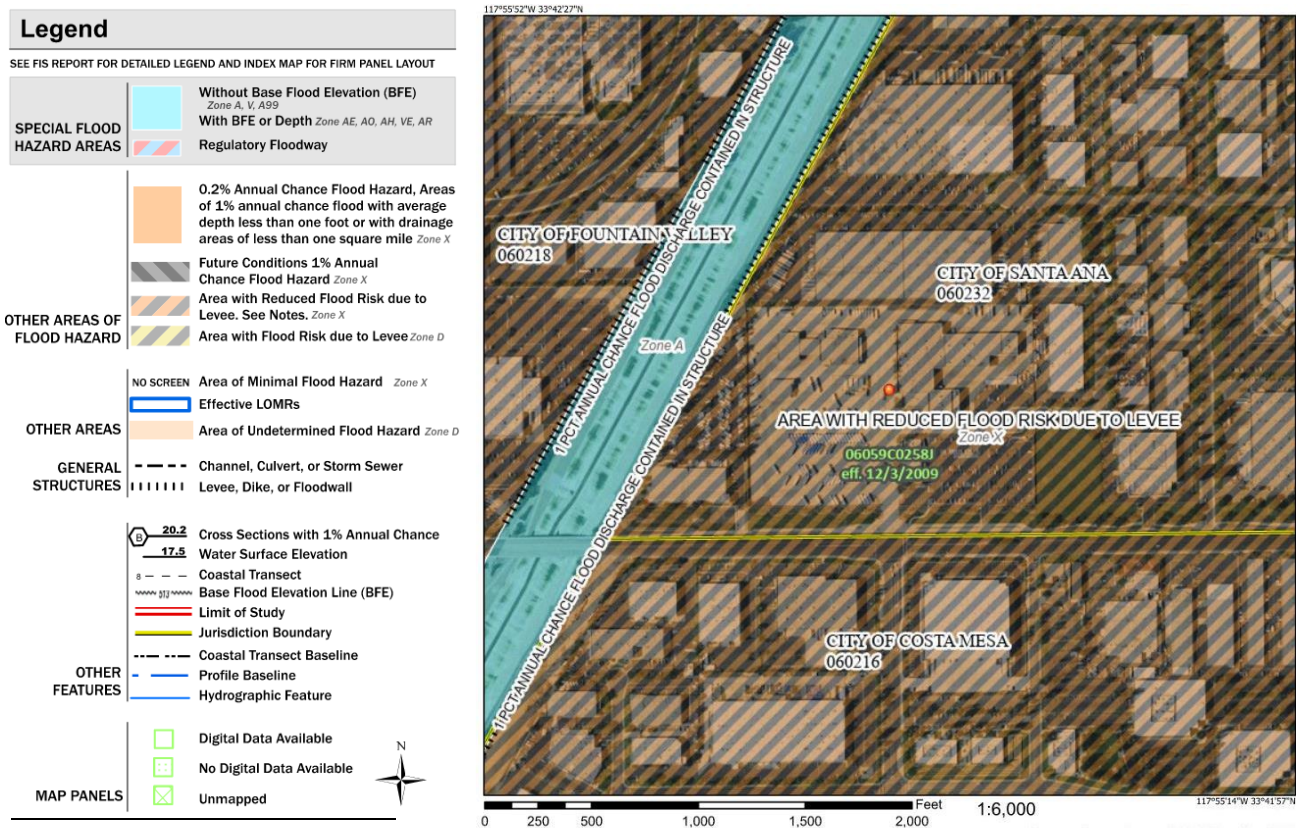 Legend
SEE FIS REPORT FOR DETAILED LEGEND AND INDEX MAP FOR FIRM PANEL LAYOUT
SPECIAL FLOOD
HAZARD AREAS
Without Base Flood Elevation (BFE)
Zone A, V, A99
With BFE or Depth Zone AE, AO, AH, VE, AR
Regulatory Floodway
OTHER AREAS OF
FLOOD HAZARD
0.2% Annual Chance Flood Hazard, Areas
of 1% annual chance flood with average
depth less than one foot or with drainage
areas of less than one square mile Zone X
Future Conditions 1% Annual
Chance Flood Hazard Zone X
Area with Reduced Flood Risk due to
Levee. See Notes. Zone X
Area with Flood Risk due to Levee Zone D
OTHER AREAS
NO SCREEN Area of Minimal Flood Hazard Zone X
Effective LOMRs
Area of Undetermined Flood Hazard Zone D
GENERAL
STRUCTURES
Channel, Culvert, or Storm Sewer
Levee, Dike, or Floodwall
OTHER
FEATURES
B 20.2 Cross Sections with 1% Annual Chance
17.5 Water Surface Elevation
8 Coastal Transect
Base Flood Elevation Line (BFE)
Limit of Study
Jurisdiction Boundary
Coastal Transect Baseline
Profile Baseline
Hydrographic Feature
MAP PANELS
Digital Data Available
No Digital Data Available
Unmapped
N
117°55'52"W 33°42'27"N
1 PCT ANNUAL CHANCE FLOOD DISCHARGE CONTAINED IN STRUCTURE
CITY OF FOUNTAIN VALLEY
060218
CITY OF SANTA ANA
060232
Zone A
1 PCT ANNUAL CHANCE FLOOD DISCHARGE CONTAINED IN STRUCTURE
AREA WITH REDUCED FLOOD RISK DUE TO LEVEE
Zone X
06059C0258J
eff. 12/3/2009
CITY OF COSTA MESA
060216
117°55'14"W 33°41'57"N
Feet
1:6,000
0 250 500 1,000 1,500 2,000